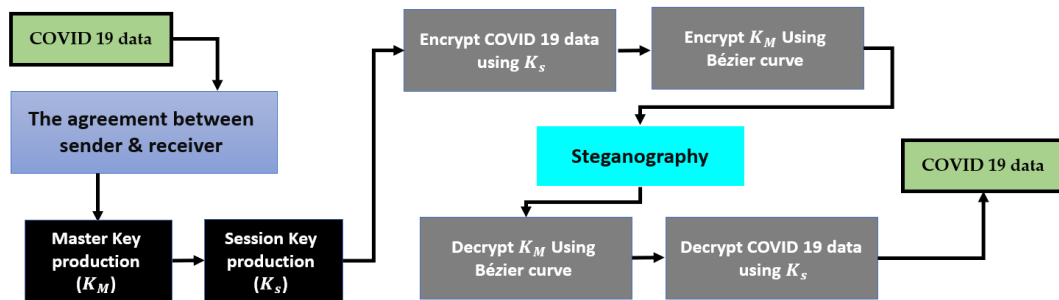 COVID 19 data
The agreement between
sender & receiver
Master Key
production
(K_M)
Session Key
production
(K_s)
Encrypt COVID 19 data
using K_s
Encrypt K_M Using
Bézier curve
Steganography
Decrypt K_M Using
Bézier curve
Decrypt COVID 19 data
using K_s
COVID 19 data